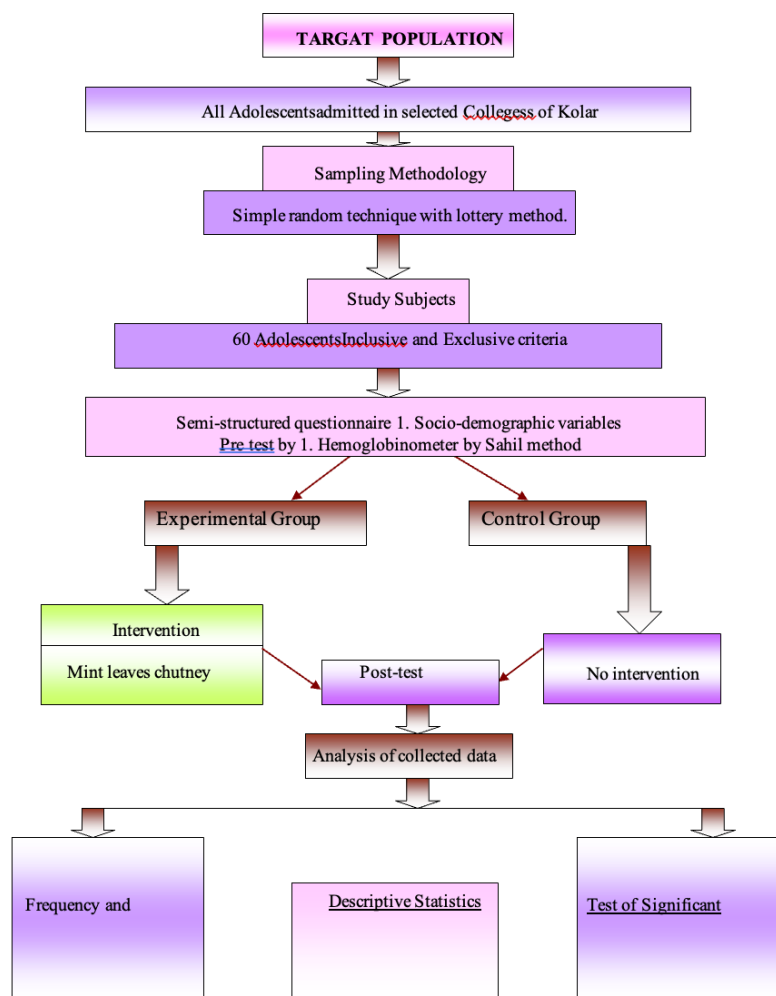 TARGAT POPULATION
All Adolescentsadmitted in selected Collegess of Kolar
Sampling Methodology
Simple random technique with lottery method.
Study Subjects
60 AdolescentsInclusive and Exclusive criteria
Semi-structured questionnaire 1. Socio-demographic variables
Pre test by 1. Hemoglobinometer by Sahil method
Experimental Group
Control Group
Intervention
Mint leaves chutney
Post-test
No intervention
Analysis of collected data
Frequency and
Descriptive Statistics
Test of Significant